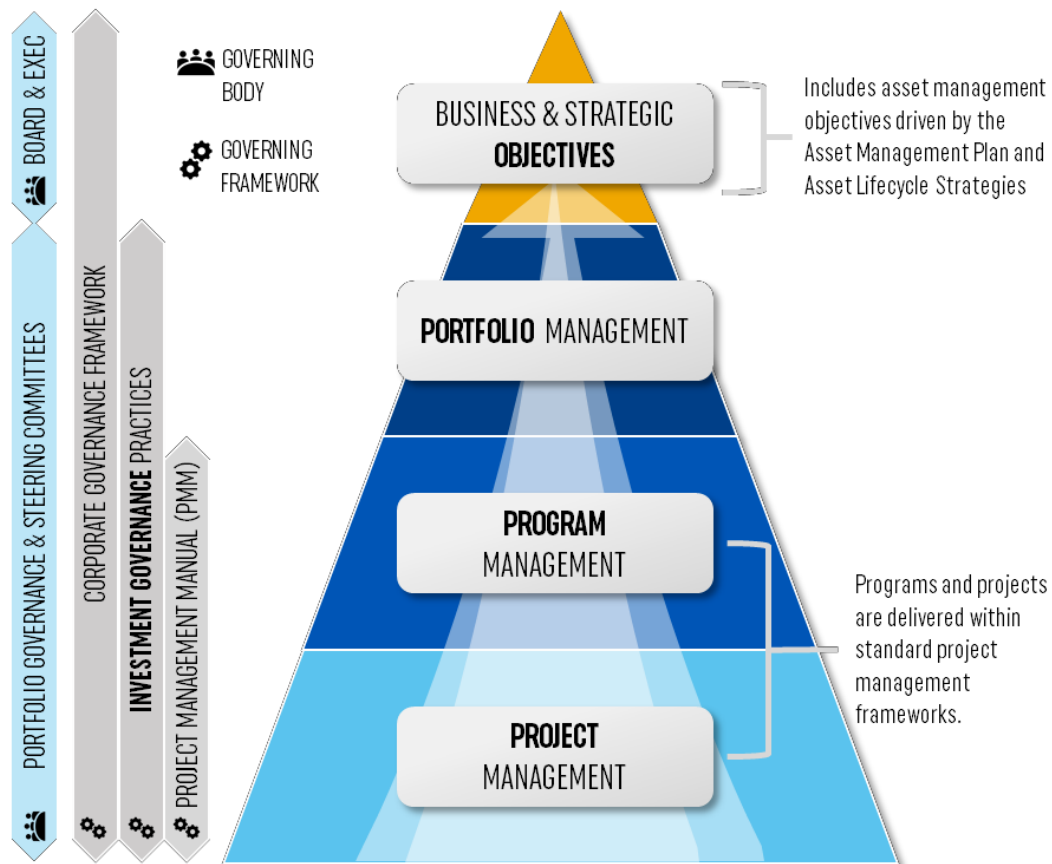 BOARD & EXEC
PORTFOLIO GOVERNANCE & STEERING COMMITTEES
CORPORATE GOVERNANCE FRAMEWORK
INVESTMENT GOVERNANCE PRACTICES
PROJECT MANAGEMENT MANUAL (PMM)
GOVERNING
BODY
GOVERNING
FRAMEWORK
BUSINESS & STRATEGIC
OBJECTIVES
Includes asset management
objectives driven by the
Asset Management Plan and
Asset Lifecycle Strategies
PORTFOLIO MANAGEMENT
PROGRAM
MANAGEMENT
Programs and projects
are delivered within
standard project
management
frameworks.
PROJECT
MANAGEMENT